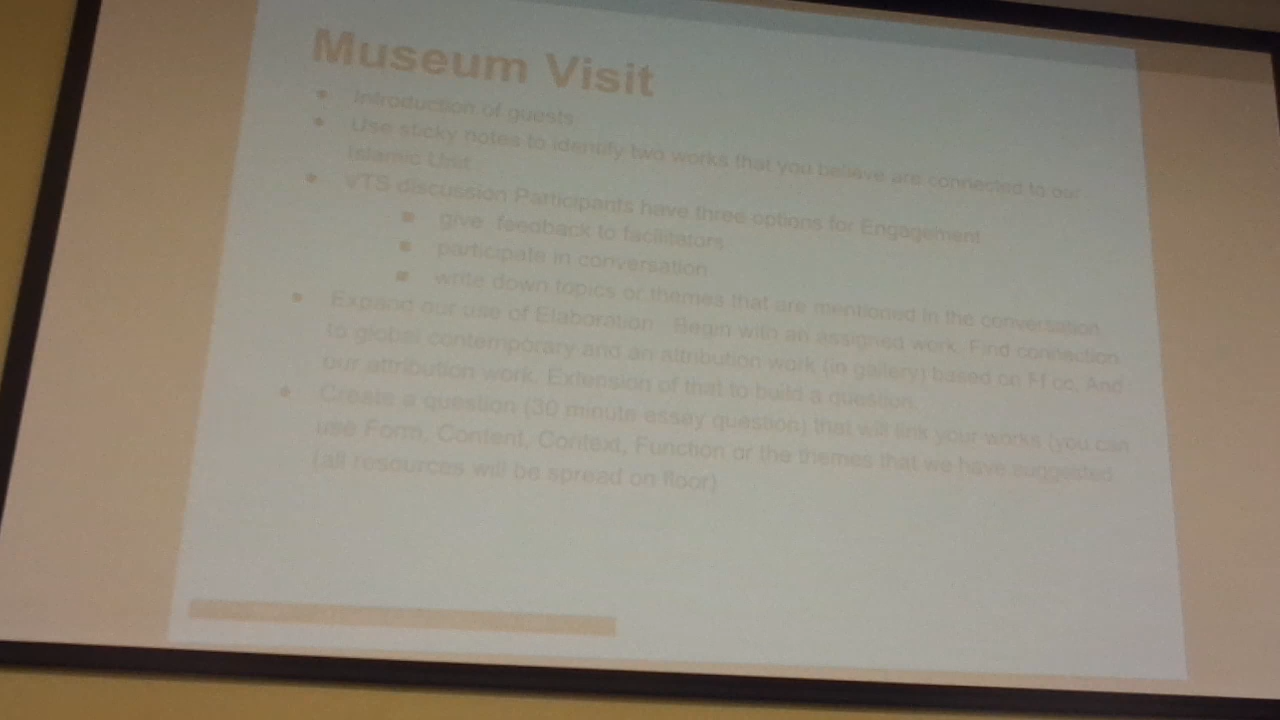 Museum Visit
• Introduction of guests
• Use sticky notes to identify two works that you believe are connected to our
Islamic Unit
• VTS discussion Participants have three options for Engagement
■ give feedback to facilitators
■ participate in conversation
■ write down topics or themes that are mentioned in the conversation
• Expand our use of Elaboration Begin with an assigned work. Find connection
to global contemporary and an attribution work (in gallery) based on And
our attribution work. Extension of that to build a question.
• Create a question (30 minute essay question) that will link your works (you can
use Form, Content, Context, Function or the themes that we have suggested
(all resources will be spread on floor)